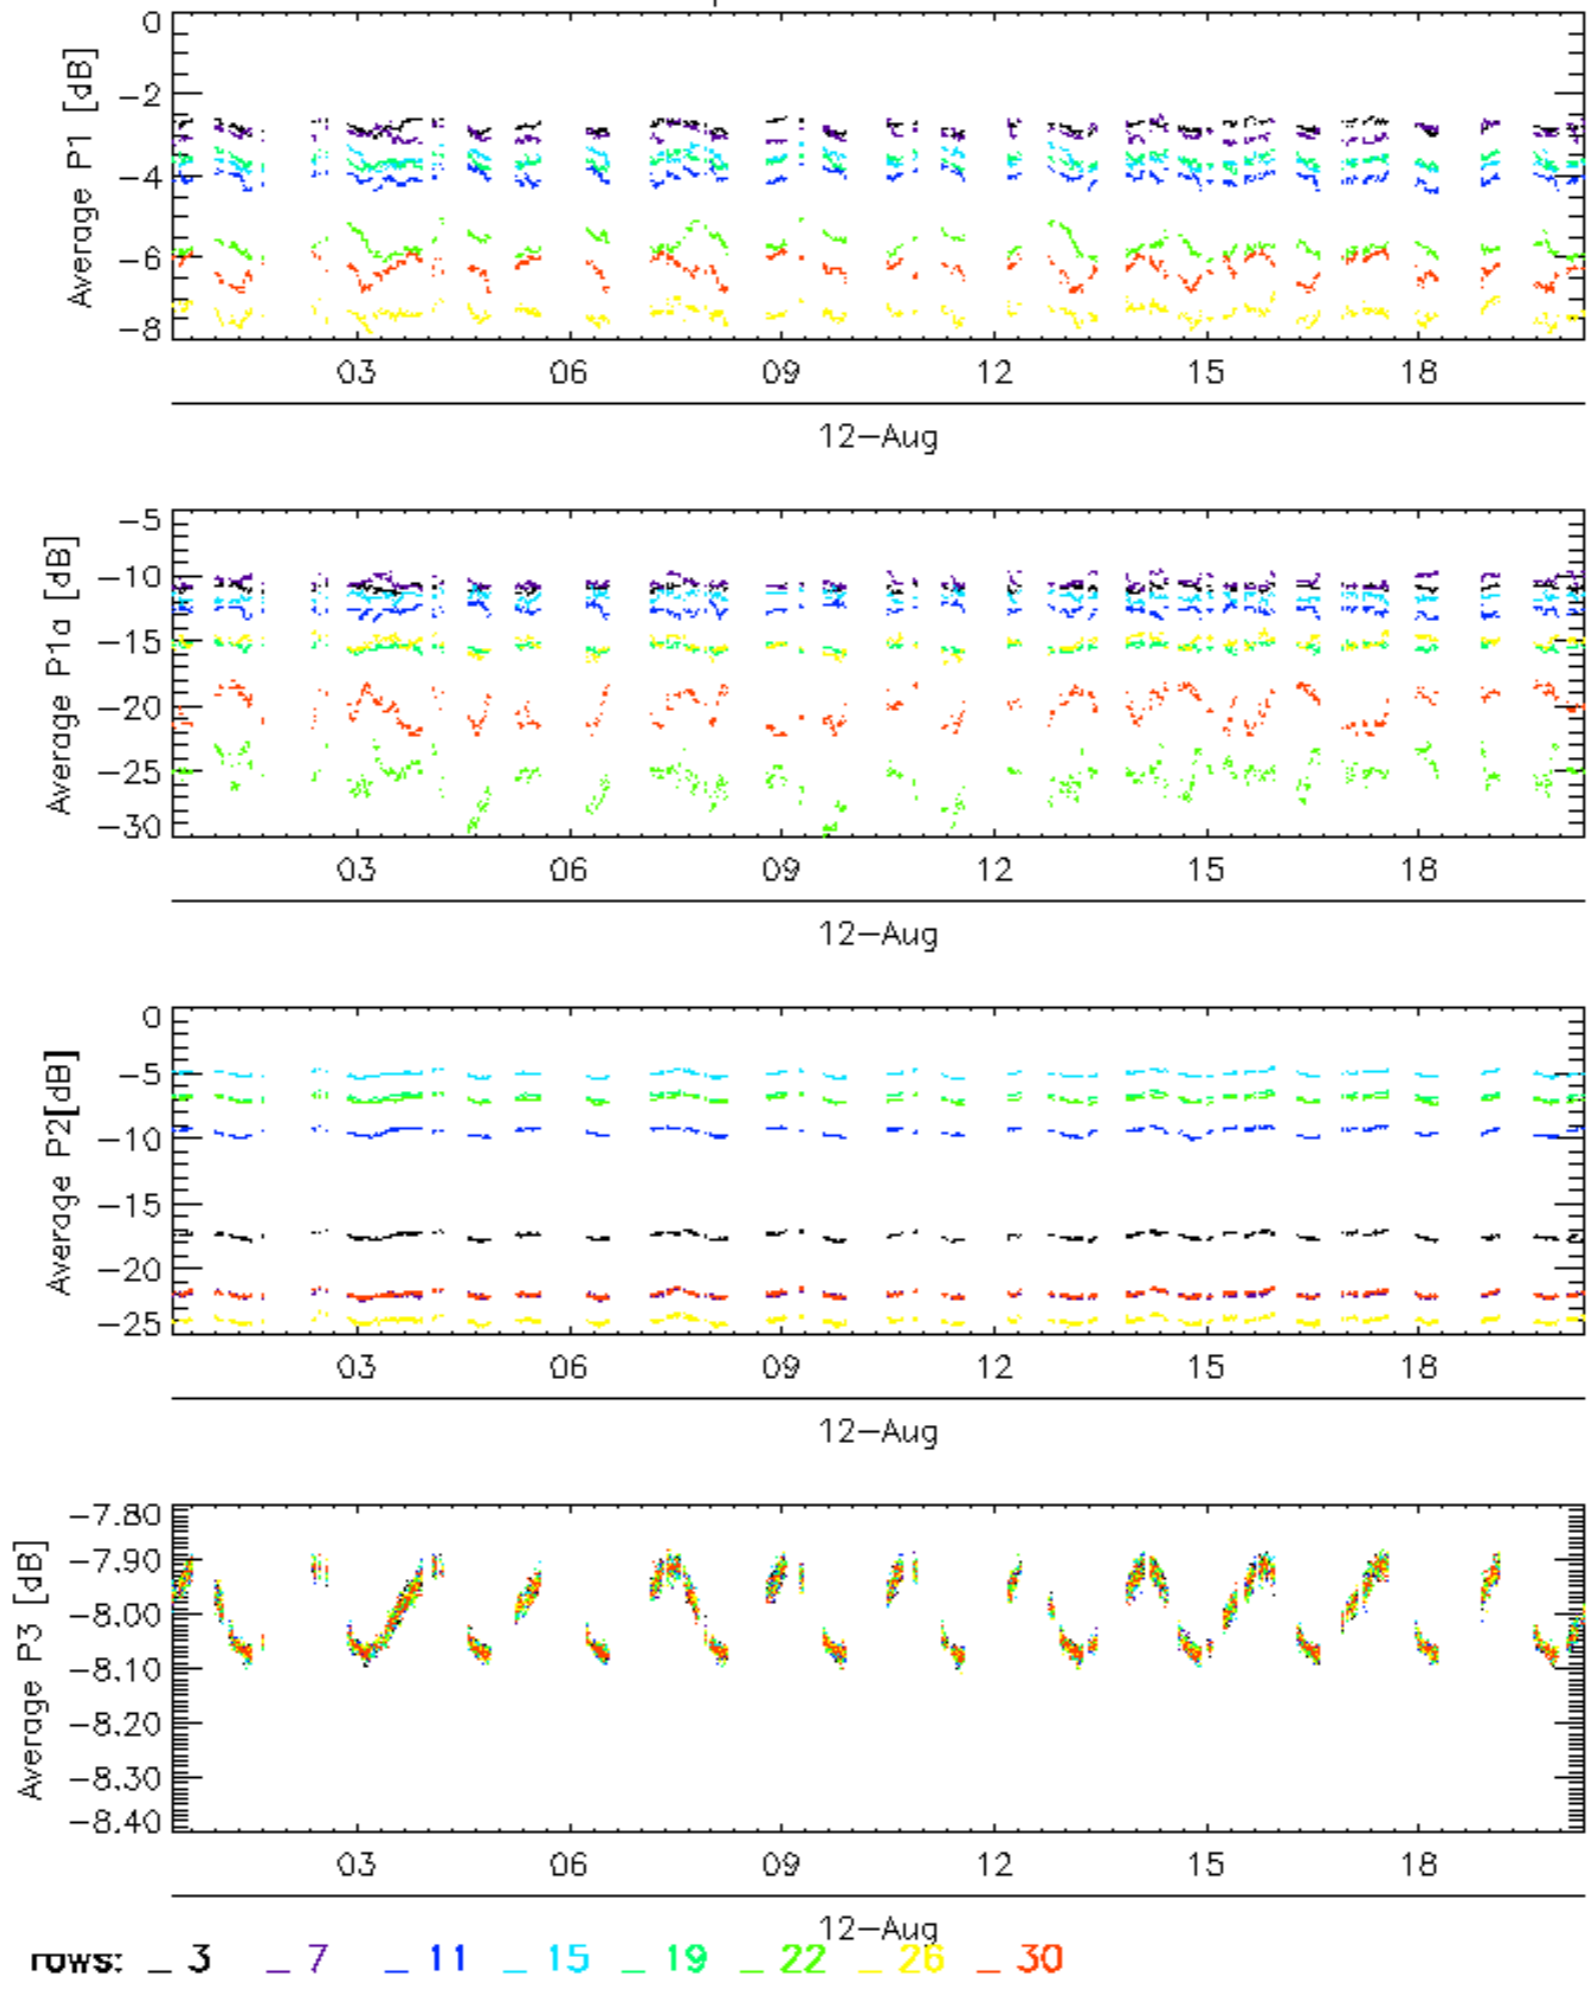 Average P1 [dB]
0
−2
−4
−6
−8
03 06 09 12 15 18
12−Aug
Average P1a [dB]
−5
−10
−15
−20
−25
−30
03 06 09 12 15 18
12−Aug
Average P2[dB]
0
−5
−10
−15
−20
−25
03 06 09 12 15 18
12−Aug
Average P3 [dB]
−7.80
−7.90
−8.00
−8.10
−8.20
−8.30
−8.40
03 06 09 12 15 18
12−Aug
rows: _ 3 _ 7 _ 11 _ 15 _ 19 _ 22 _ 26 _ 30